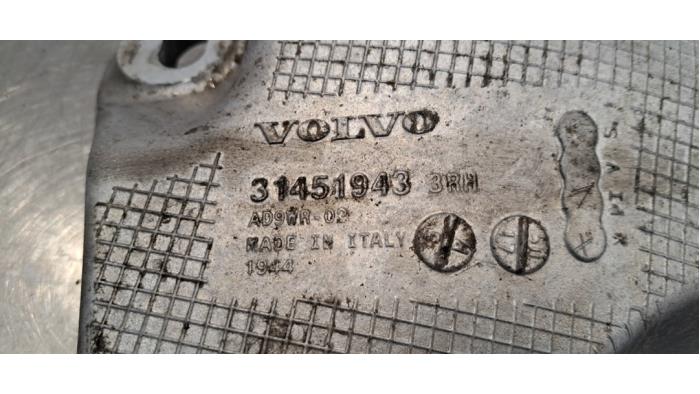 VOLVO
31451943 3RH
AD9WR-02
MADE IN ITALY
1944